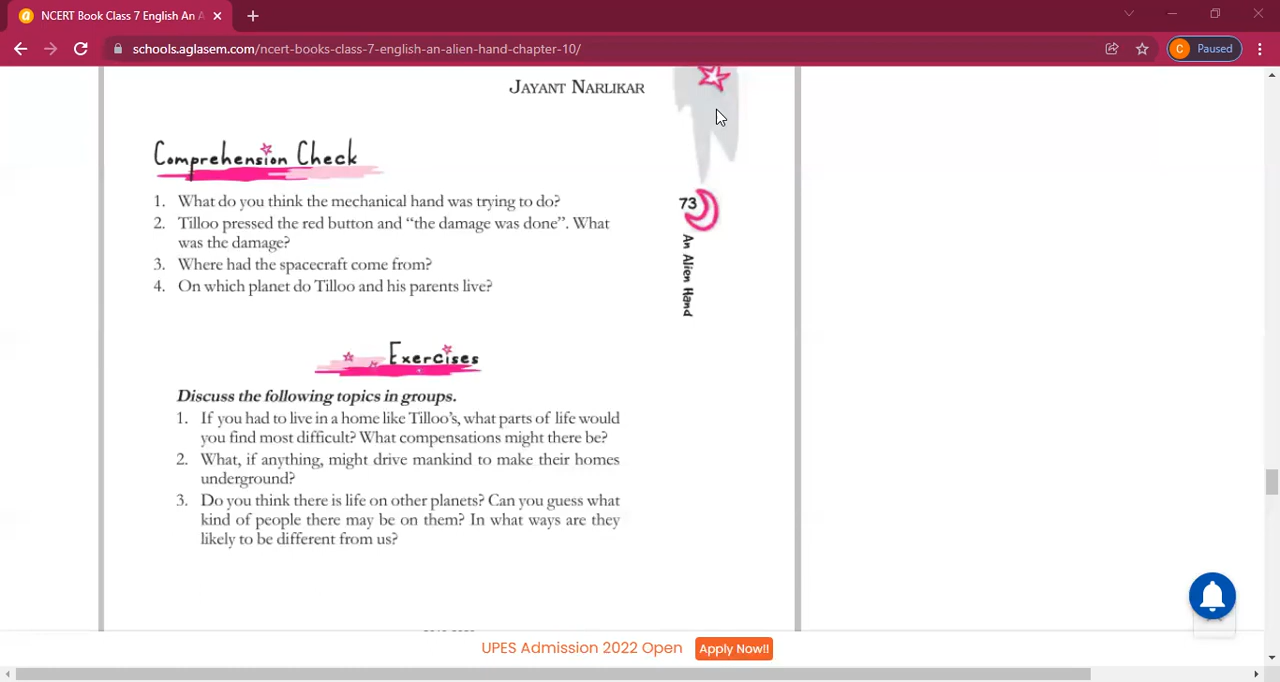 NCERT Book Class 7 English An A
schools.aglasem.com/ncert-books-class-7-english-an-alien-hand-chapter-10/
C Paused
JAYANT NARLIKAR
Comprehension Check
1. What do you think the mechanical hand was trying to do?
2. Tilloo pressed the red button and “the damage was done”. What
was the damage?
3. Where had the spacecraft come from?
4. On which planet do Tilloo and his parents live?
73
An Alien Hand
Exercises
Discuss the following topics in groups.
1. If you had to live in a home like Tilloo’s, what parts of life would
you find most difficult? What compensations might there be?
2. What, if anything, might drive mankind to make their homes
underground?
3. Do you think there is life on other planets? Can you guess what
kind of people there may be on them? In what ways are they
likely to be different from us?
UPES Admission 2022 Open Apply Now!!